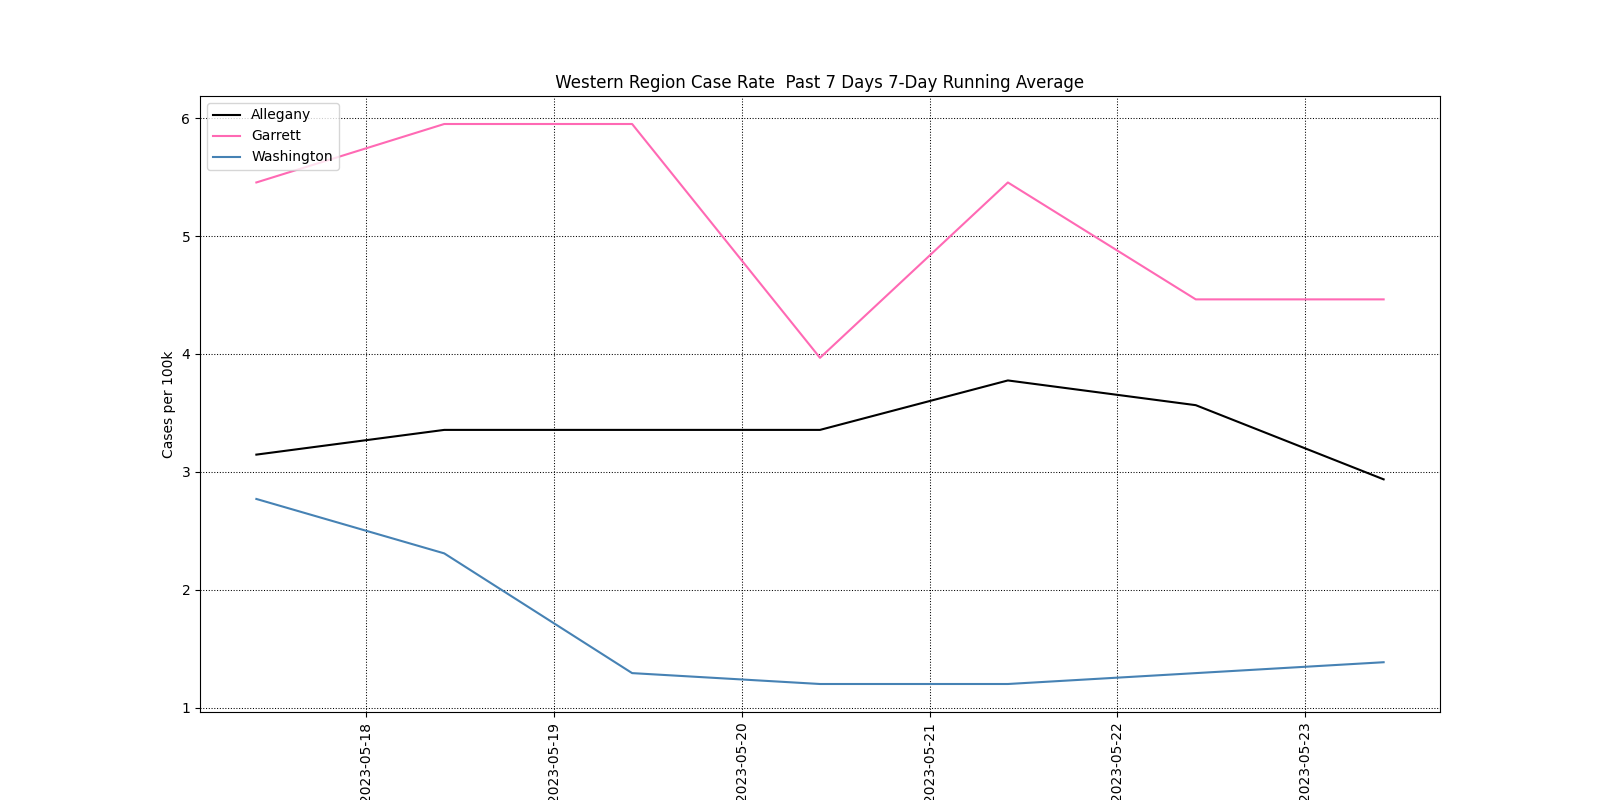 Western Region Case Rate  Past 7 Days 7-Day Running Average
Allegany
Garrett
Washington
Cases per 100k
6
5
4
3
2
1
2023-05-18
2023-05-19
2023-05-20
2023-05-21
2023-05-22
2023-05-23